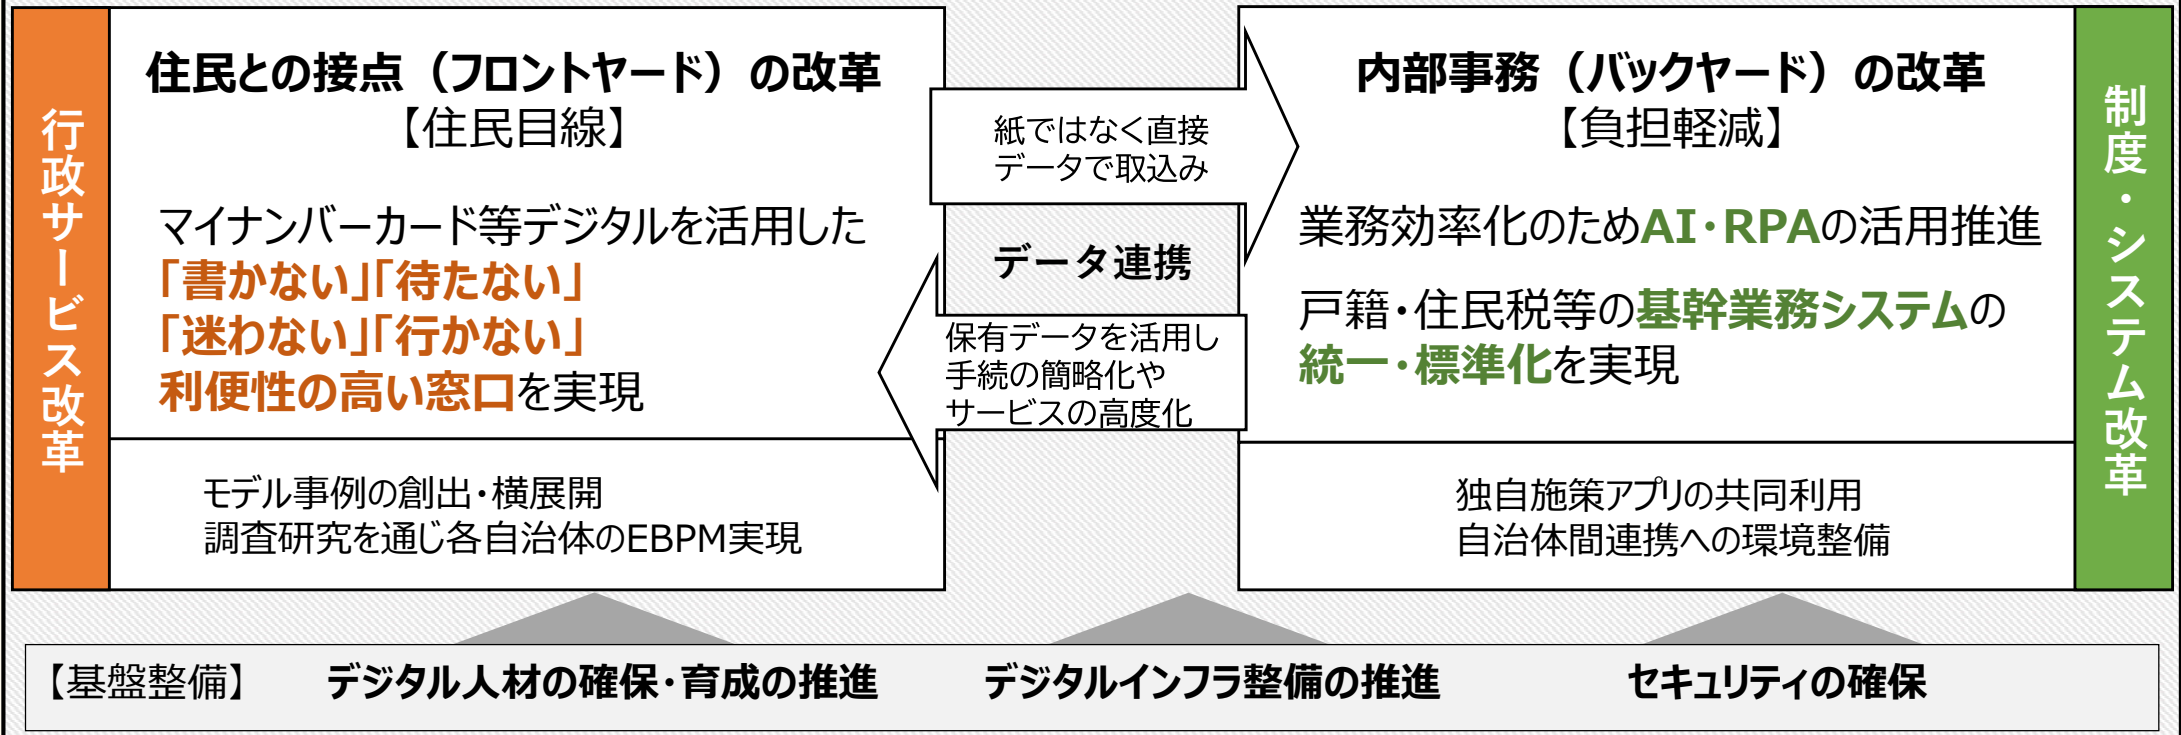 行政サービス改革
住民との接点（フロントヤード）の改革
【住民目線】
マイナンバーカード等デジタルを活用した
「書かない」「待たない」
「迷わない」「行かない」
利便性の高い窓口を実現
モデル事例の創出・横展開
調査研究を通じ各自治体のEBPM実現
紙ではなく直接
データで取込み
データ連携
保有データを活用し
手続の簡略化や
サービスの高度化
内部事務（バックヤード）の改革
【負担軽減】
業務効率化のためAI・RPAの活用推進
戸籍・住民税等の基幹業務システムの
統一・標準化を実現
独自施策アプリの共同利用
自治体間連携への環境整備
制度・システム改革
【基盤整備】 デジタル人材の確保・育成の推進 デジタルインフラ整備の推進 セキュリティの確保